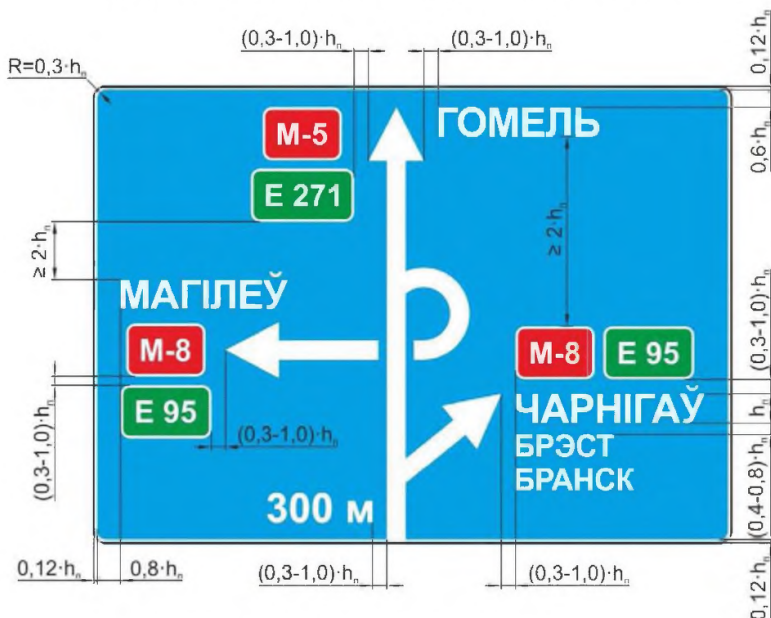 (0,3-1,0)·hₙ
(0,3-1,0)·hₙ
0,12·hₙ
R=0,3·hₙ
М-5
ГОМЕЛЬ
0,6·hₙ
E 271
≥ 2·hₙ
≥ 2·hₙ
МАГІЛЕЎ
(0,3-1,0)·hₙ
М-8
М-8
E 95
E 95
ЧАРНІГАЎ
hₙ
(0,3-1,0)·hₙ
(0,3-1,0)·hₙ
БРЭСТ
БРАНСК
(0,4-0,8)·hₙ
300 м
0,12·hₙ
0,8·hₙ
(0,3-1,0)·hₙ
(0,3-1,0)·hₙ
0,12·hₙ